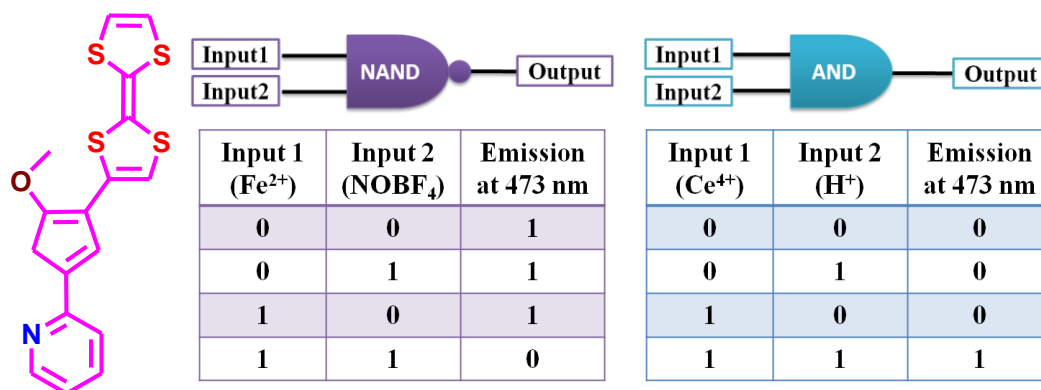 S S
S S
O
N
Input1
Input2
NAND
Output
Input 1 (Fe²⁺) Input 2 (NOBF₄) Emission at 473 nm
0 0 1
0 1 1
1 0 1
1 1 0
Input1
Input2
AND
Output
Input 1 (Ce⁴⁺) Input 2 (H⁺) Emission at 473 nm
0 0 0
0 1 0
1 0 0
1 1 1